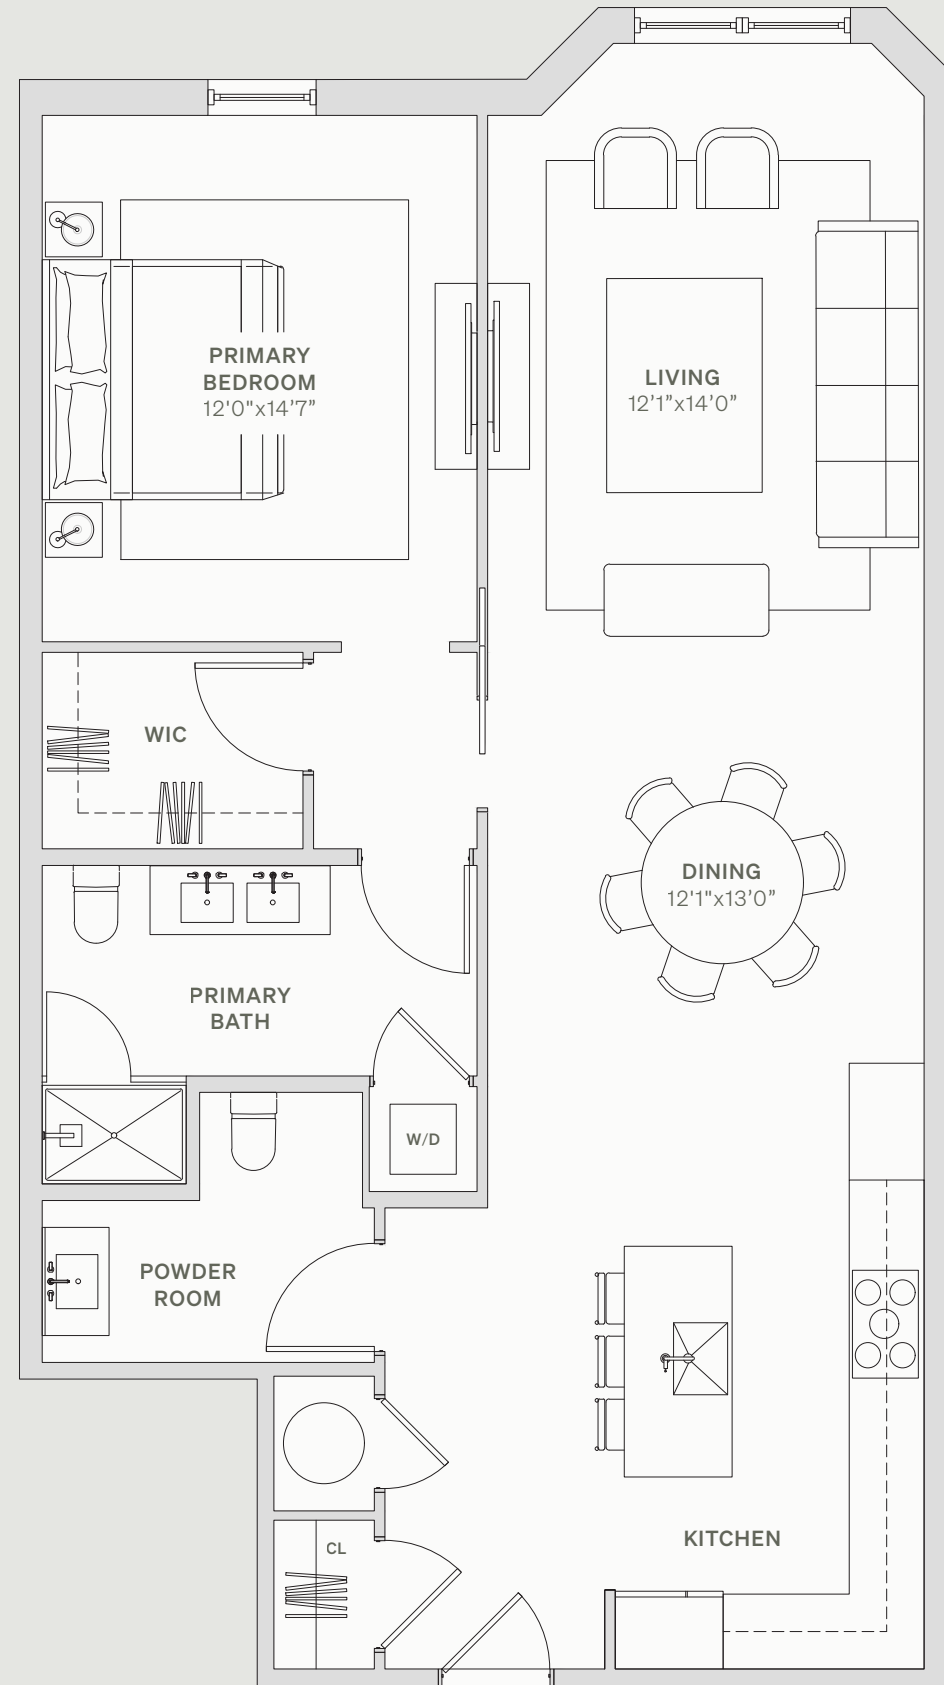 PRIMARY
BEDROOM
12'0"x14'7”
LIVING
12’1”x14’0”
WIC
DINING
12'1"x13’0”
PRIMARY
BATH
W/D
POWDER
ROOM
KITCHEN
CL